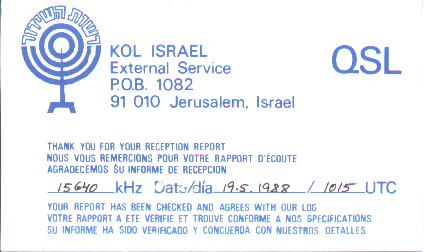 רשות השידור
KOL ISRAEL
External Service
P.O.B. 1082
91 010 Jerusalem, Israel
QSL
THANK YOU FOR YOUR RECEPTION REPORT
NOUS VOUS REMERCIONS POUR VOTRE RAPPORT D'ÉCOUTE
AGRADECEMOS SU INFORME DE RECEPCION
15640 kHz Date/día 19.5.1988 / 1015 UTC
YOUR REPORT HAS BEEN CHECKED AND AGREES WITH OUR LOG
VOTRE RAPPORT A ETE VERIFIE ET TROUVE CONFORME A NOS SPECIFICATIONS
SU INFORME HA SIDO VERIFICADO Y CONCUERDA CON NUESTROS DETALLES